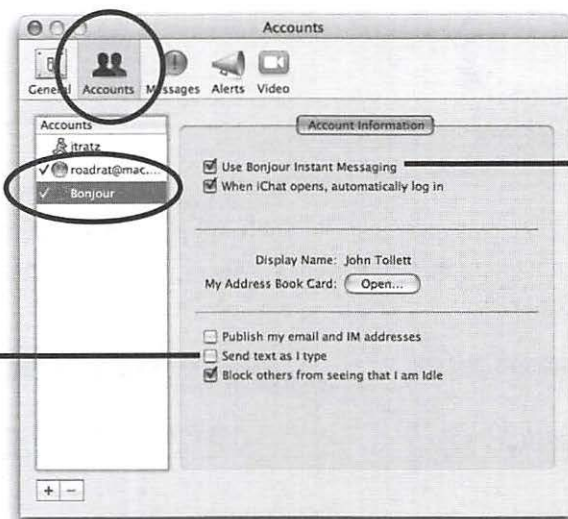 Accounts
General Accounts Messages Alerts Video
Accounts
jtratz
roadrat@mac....
Bonjour
Account Information
Use Bonjour Instant Messaging
When iChat opens, automatically log in
Display Name: John Tollett
My Address Book Card: Open...
Publish my email and IM addresses
Send text as I type
Block others from seeing that I am Idle